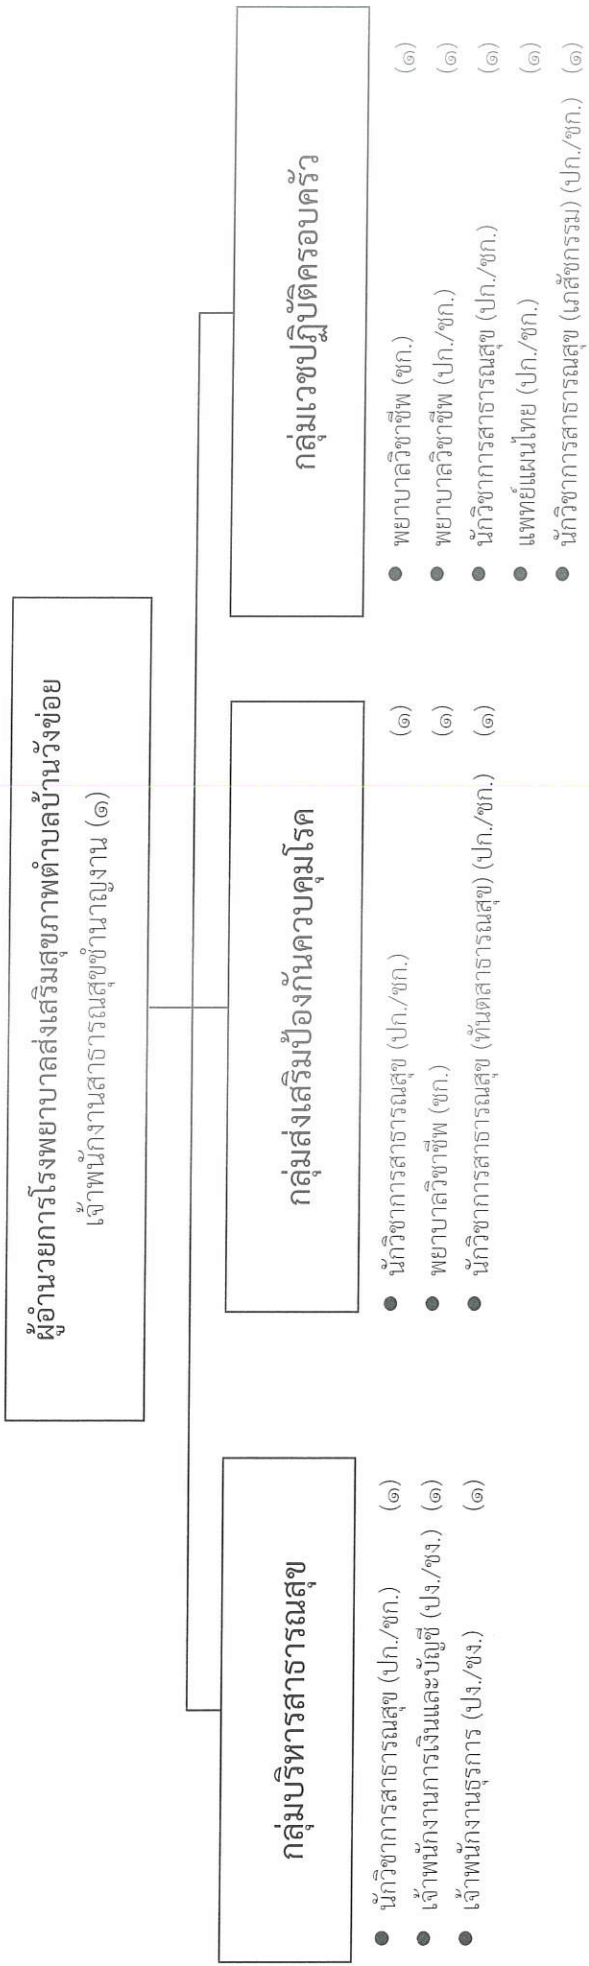 ผู้อำนวยการโรงพยาบาลส่งเสริมสุขภาพตำบลบ้านวังข่อย
เจ้าพนักงานสาธารณสุขชำนาญงาน (๑)
กลุ่มบริหารสาธารณสุข
● นักวิชาการสาธารณสุข (ปก./ชก.) (๑)
● เจ้าพนักงานการเงินและบัญชี (ปง./ชง.) (๑)
● เจ้าพนักงานธุรการ (ปง./ชง.) (๑)
กลุ่มส่งเสริมป้องกันควบคุมโรค
● นักวิชาการสาธารณสุข (ปก./ชก.) (๑)
● พยาบาลวิชาชีพ (ชก.) (๑)
● นักวิชาการสาธารณสุข (ทันตสาธารณสุข) (ปก./ชก.) (๑)
กลุ่มเวชปฏิบัติครอบครัว
● พยาบาลวิชาชีพ (ชก.) (๑)
● พยาบาลวิชาชีพ (ปก./ชก.) (๑)
● นักวิชาการสาธารณสุข (ปก./ชก.) (๑)
● แพทย์แผนไทย (ปก./ชก.) (๑)
● นักวิชาการสาธารณสุข (เภสัชกรรม) (ปก./ชก.) (๑)